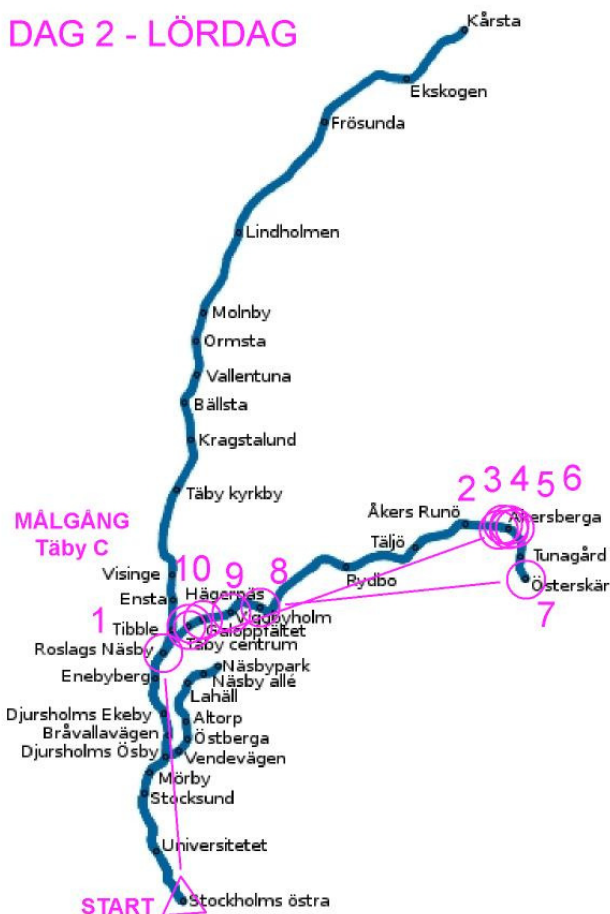 DAG 2 - LÖRDAG
Kårsta
Ekskogen
Frösunda
Lindholmen
Molnby
Ormsta
Vallentuna
Bällsta
Kragstalund
Täby kyrkby
2
3
4
5
6
Åkers Runö
Åkersberga
MÅLGÅNG
Täby C
Täljö
Tunagård
Visinge
Rydbo
Österskär
10
9
8
7
Ensta
Hägernäs
Viggbyholm
1
Tibble
Galoppfältet
Täby centrum
Roslags Näsby
Näsbypark
Enebyberg
Näsby allé
Lahäll
Djursholms Ekeby
Altorp
Bråvallavägen
Östberga
Djursholms Ösby
Vendevägen
Mörby
Stocksund
Universitetet
START
Stockholms östra